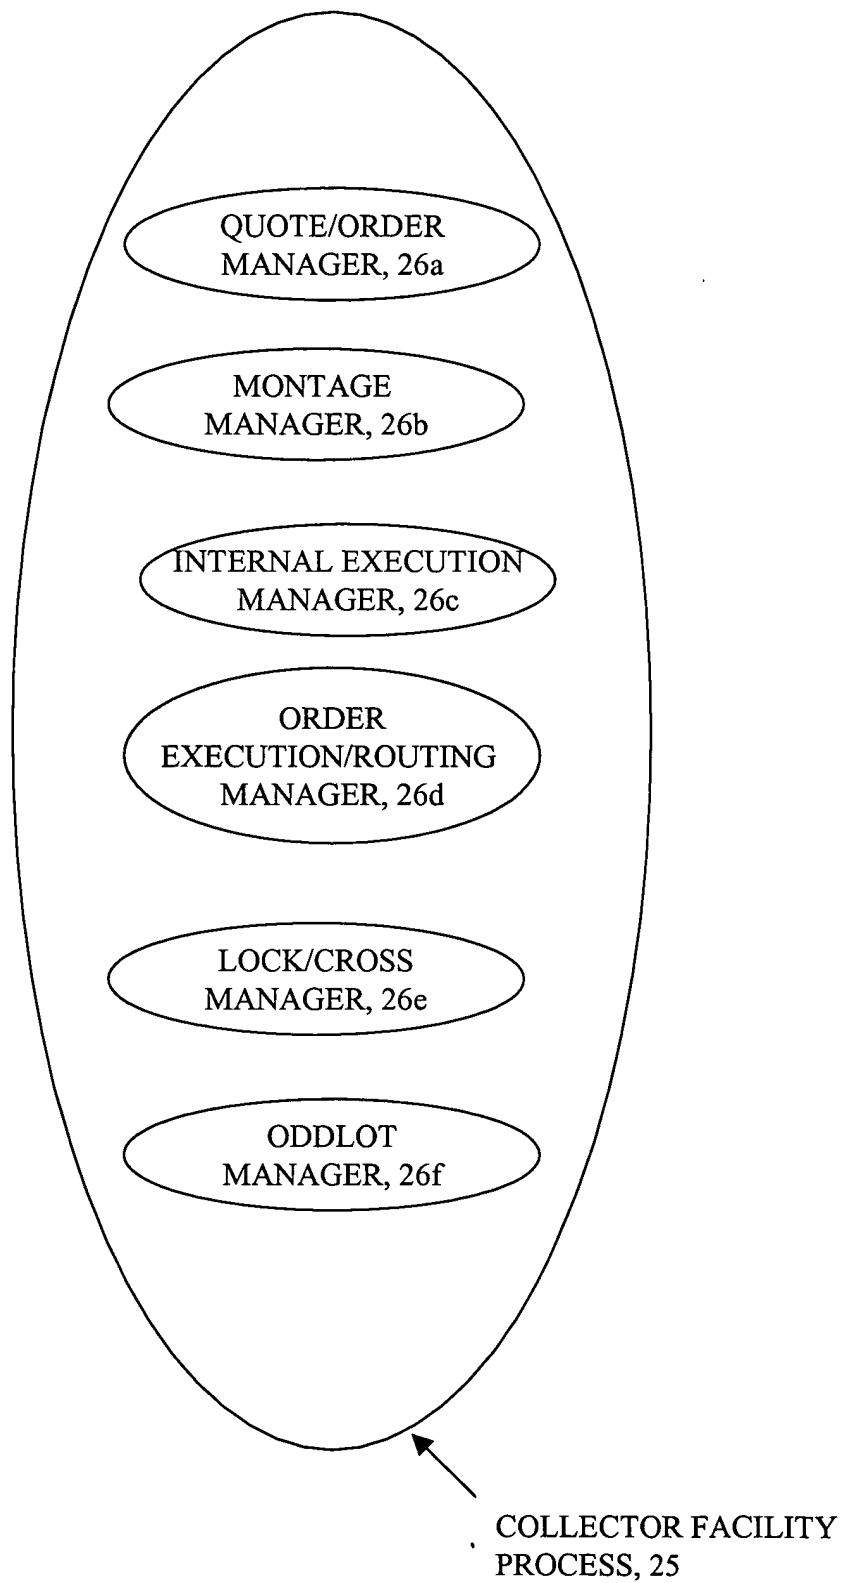 QUOTE/ORDER
MANAGER, 26a
MONTAGE
MANAGER, 26b
INTERNAL EXECUTION
MANAGER, 26c
ORDER
EXECUTION/ROUTING
MANAGER, 26d
LOCK/CROSS
MANAGER, 26e
ODDLOT
MANAGER, 26f
COLLECTOR FACILITY
PROCESS, 25